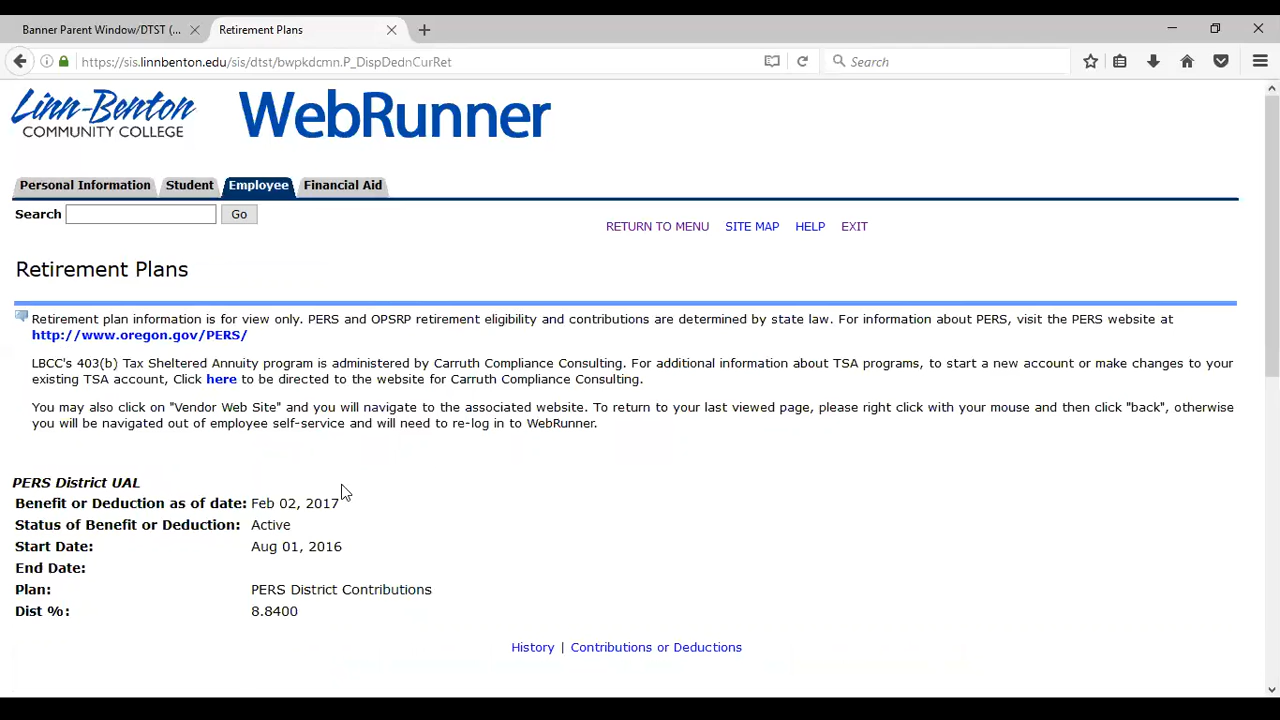 Banner Parent Window/DTST (...
Retirement Plans
https://sis.linnbenton.edu/sis/dtst/bwpkdcmn.P_DispDednCurRet
Search
Linn-Benton
COMMUNITY COLLEGE
WebRunner
Personal Information Student Employee Financial Aid
Search Go
RETURN TO MENU SITE MAP HELP EXIT
Retirement Plans
Retirement plan information is for view only. PERS and OPSRP retirement eligibility and contributions are determined by state law. For information about PERS, visit the PERS website at
http://www.oregon.gov/PERS/
LBCC's 403(b) Tax Sheltered Annuity program is administered by Carruth Compliance Consulting. For additional information about TSA programs, to start a new account or make changes to your
existing TSA account, Click here to be directed to the website for Carruth Compliance Consulting.
You may also click on "Vendor Web Site" and you will navigate to the associated website. To return to your last viewed page, please right click with your mouse and then click "back", otherwise
you will be navigated out of employee self-service and will need to re-log in to WebRunner.
PERS District UAL
Benefit or Deduction as of date: Feb 02, 2017
Status of Benefit or Deduction: Active
Start Date: Aug 01, 2016
End Date:
Plan: PERS District Contributions
Dist %: 8.8400
History | Contributions or Deductions